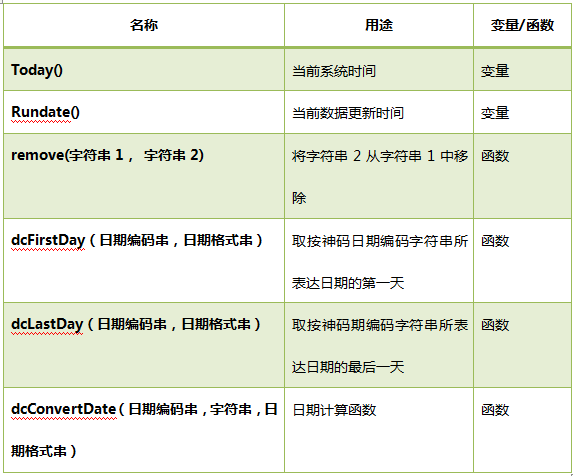 名称 用途 变量/函数
Today() 当前系统时间 变量
Rundate() 当前数据更新时间 变量
remove(字符串 1 ， 字符串 2) 将字符串 2 从字符串 1 中移 函数
除
dcFirstDay（日期编码串，日期格式串） 取按神码日期编码字符串所 函数
表达日期的第一天
dcLastDay（日期编码串，日期格式串） 取按神码期编码字符串所表 函数
达日期的最后一天
dcConvertDate（日期编码串，字符串，日 日期计算函数 函数
期格式串）